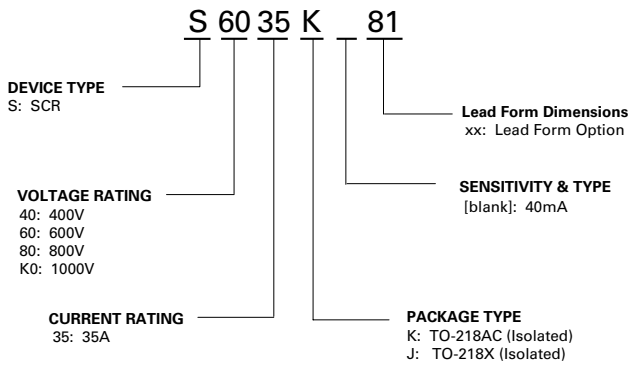 S 60 35 K _ 81
DEVICE TYPE
S: SCR
Lead Form Dimensions
xx: Lead Form Option
VOLTAGE RATING
40: 400V
60: 600V
80: 800V
K0: 1000V
SENSITIVITY & TYPE
[blank]: 40mA
CURRENT RATING
35: 35A
PACKAGE TYPE
K: TO-218AC (Isolated)
J: TO-218X (Isolated)